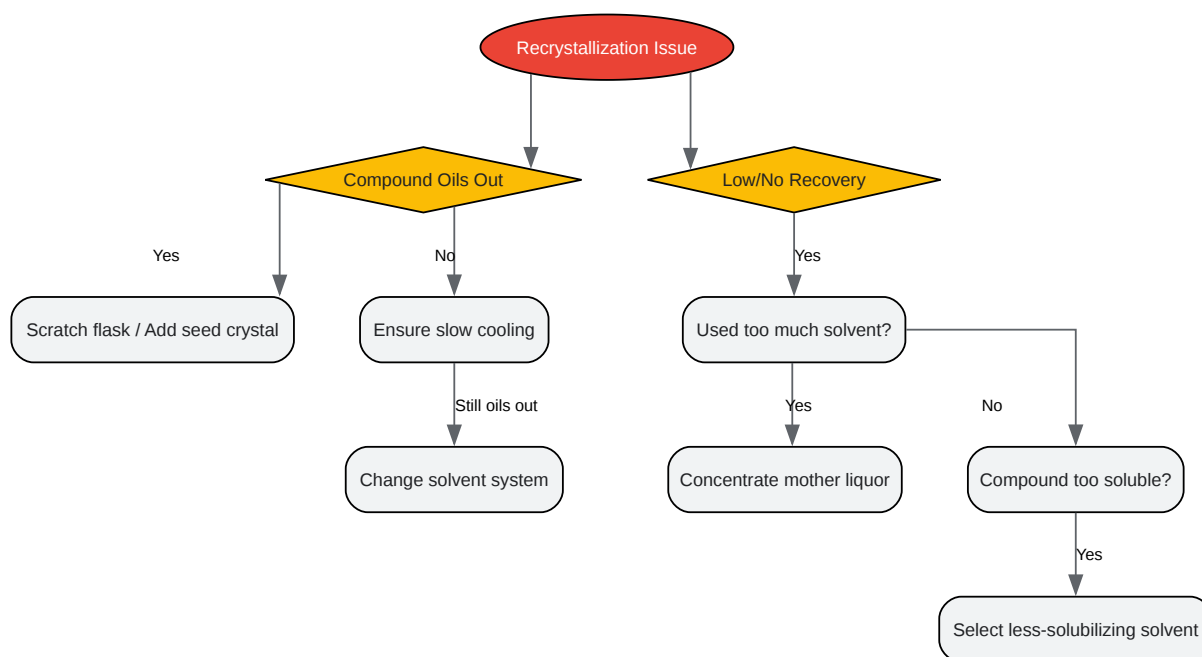 Recrystallization Issue
Compound Oils Out
Low/No Recovery
Yes
No
Yes
Scratch flask / Add seed crystal
Ensure slow cooling
Used too much solvent?
Still oils out
Yes
No
Change solvent system
Concentrate mother liquor
Compound too soluble?
Yes
Select less-solubilizing solvent